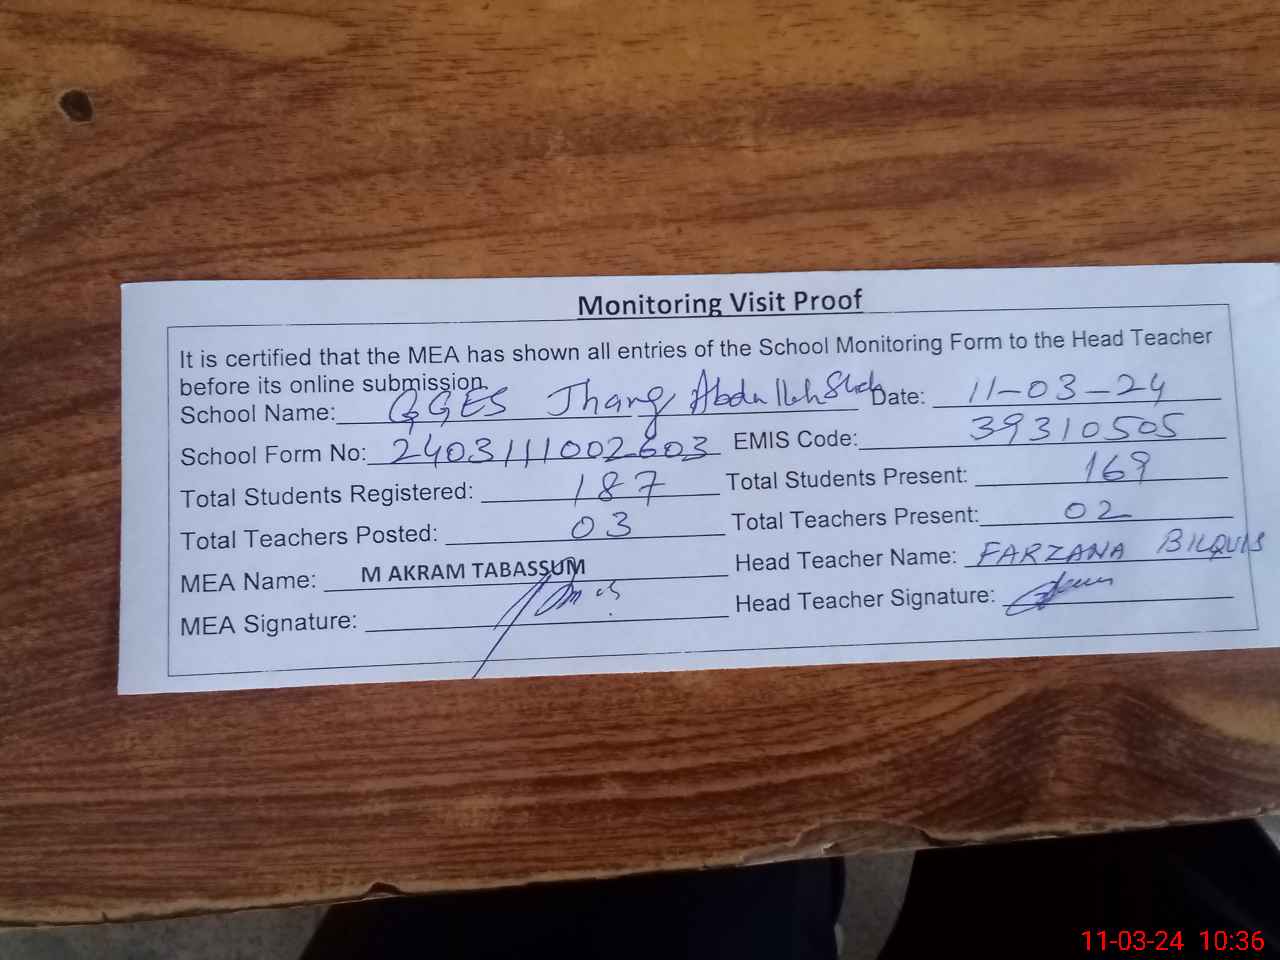 Monitoring Visit Proof
It is certified that the MEA has shown all entries of the School Monitoring Form to the Head Teacher
before its online submission.
School Name: GGES Jhang Abdullah Shah Date: 11-03-24
School Form No: 2403111002603 EMIS Code: 39310505
Total Students Registered: 187 Total Students Present: 169
Total Teachers Posted: 03 Total Teachers Present: 02
MEA Name: M AKRAM TABASSUM Head Teacher Name: FARZANA BILQUIS
MEA Signature: Head Teacher Signature:
11-03-24 10:36